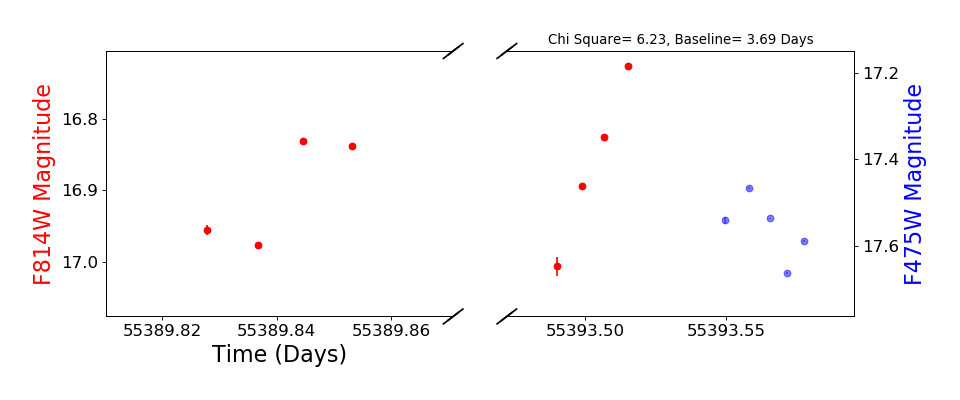 Chi Square= 6.23, Baseline= 3.69 Days
F814W Magnitude
16.8
16.9
17.0
17.2
17.4
17.6
F475W Magnitude
55389.82
55389.84
55389.86
55393.50
55393.55
Time (Days)